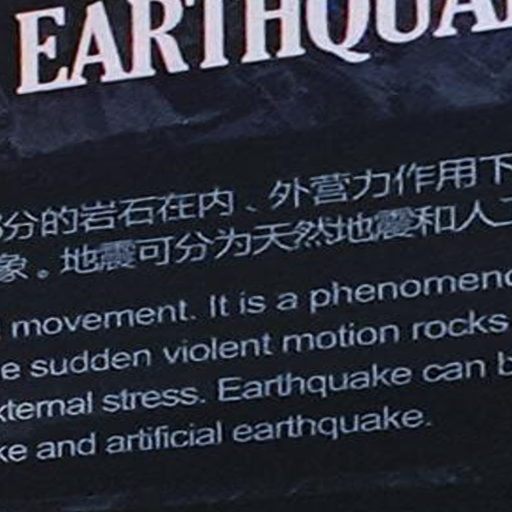 EARTHQUA
分的岩石在内、外营力作用下
象。地震可分为天然地震和人工
movement. It is a phenomeno
e sudden violent motion rocks
xternal stress. Earthquake can b
ke and artificial earthquake.